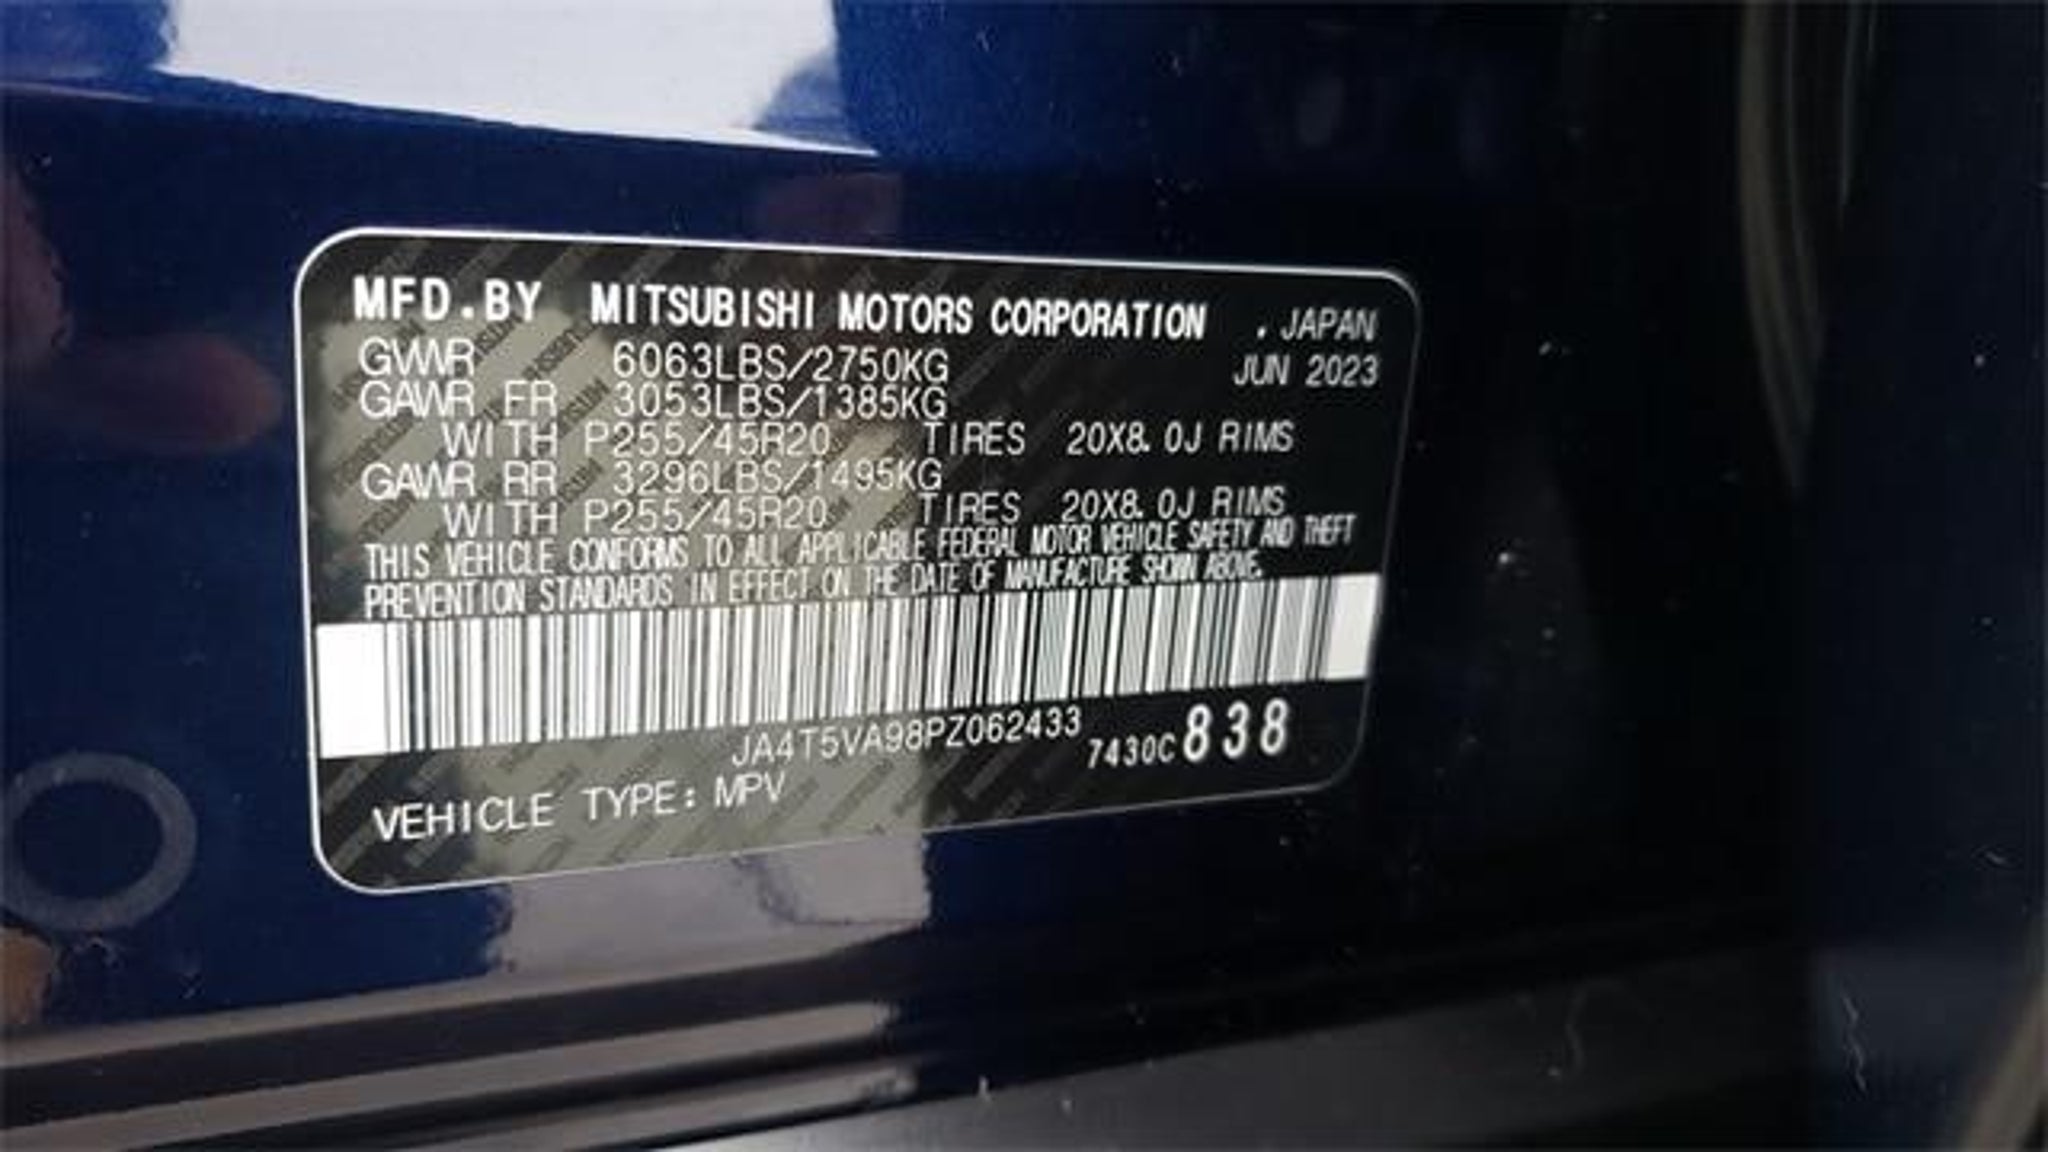 MFD.BY MITSUBISHI MOTORS CORPORATION . JAPAN
GVWR 6063LBS/2750KG JUN 2023
GAWR FR 3053LBS/1385KG
WITH P255/45R20 TIRES 20X8.0J RIMS
GAWR RR 3296LBS/1495KG
WITH P255/45R20 TIRES 20X8.0J RIMS
THIS VEHICLE CONFORMS TO ALL APPLICABLE FEDERAL MOTOR VEHICLE SAFETY AND THEFT
PREVENTION STANDARDS IN EFFECT ON THE DATE OF MANUFACTURE SHOWN ABOVE.
JA4T5VA98PZ062433 7430C 838
VEHICLE TYPE: MPV